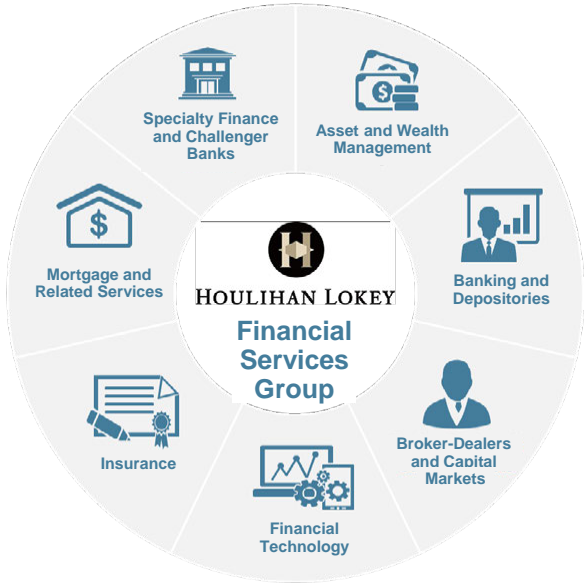 Specialty Finance
and Challenger
Banks
Asset and Wealth
Management
Mortgage and
Related Services
$
H
HOULIHAN LOKEY
Financial
Services
Group
Banking and
Depositories
Insurance
Broker-Dealers
and Capital
Markets
Financial
Technology